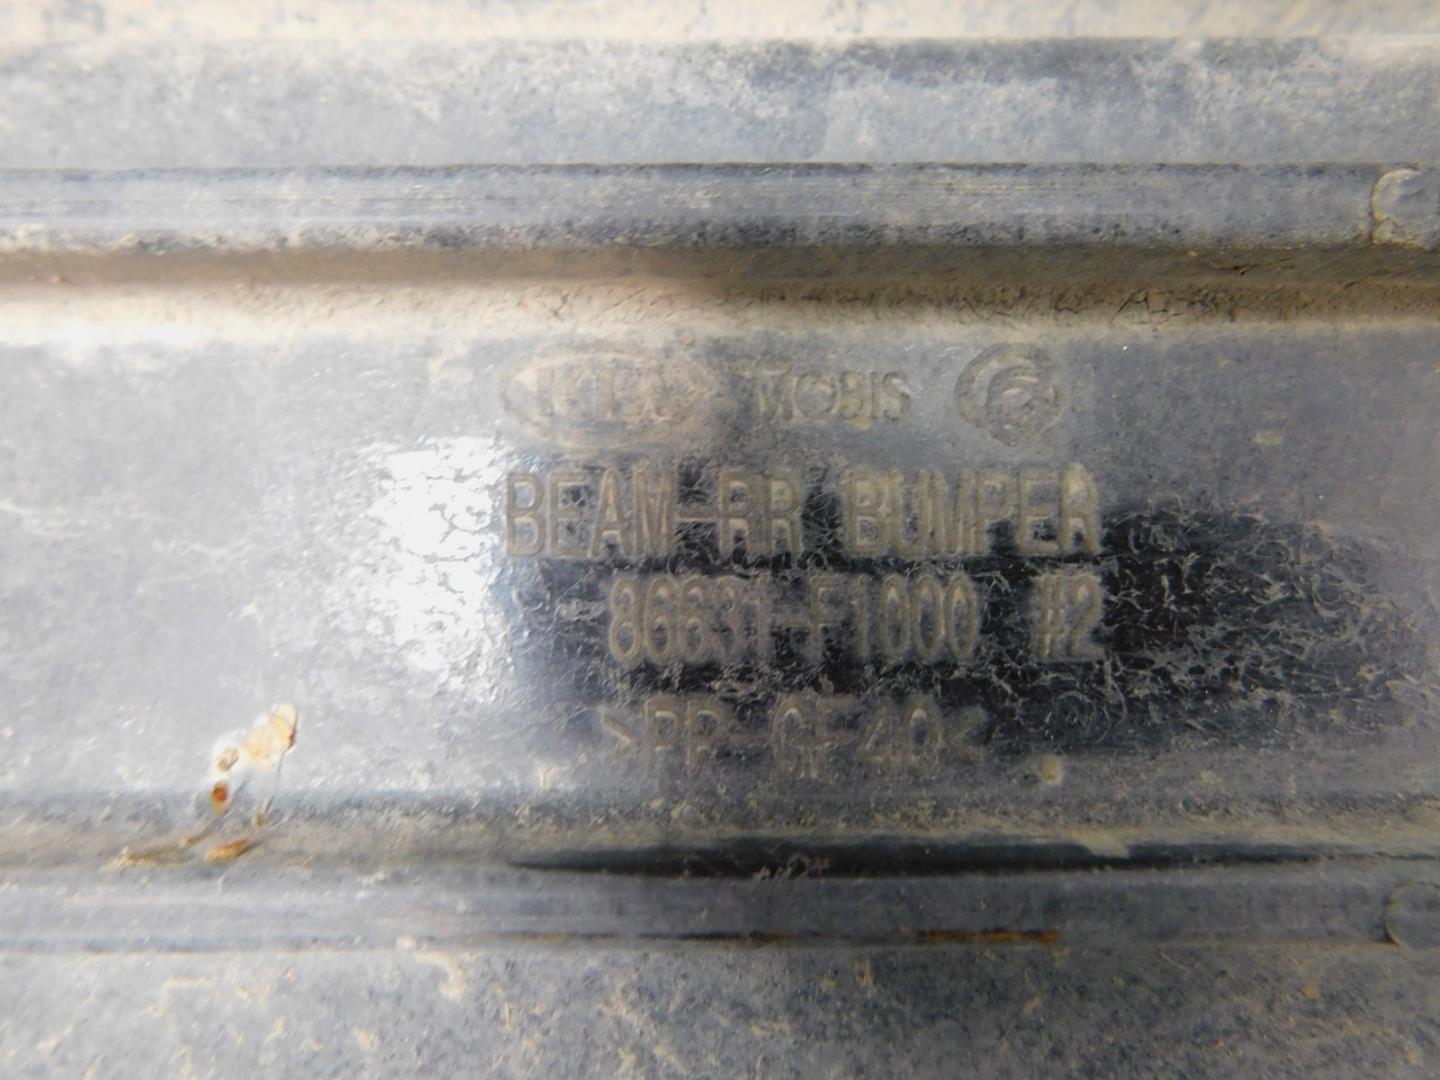 KIA MOBIS
BEAM-RR BUMPER
86631-F1000 #2
>PP-GF40<